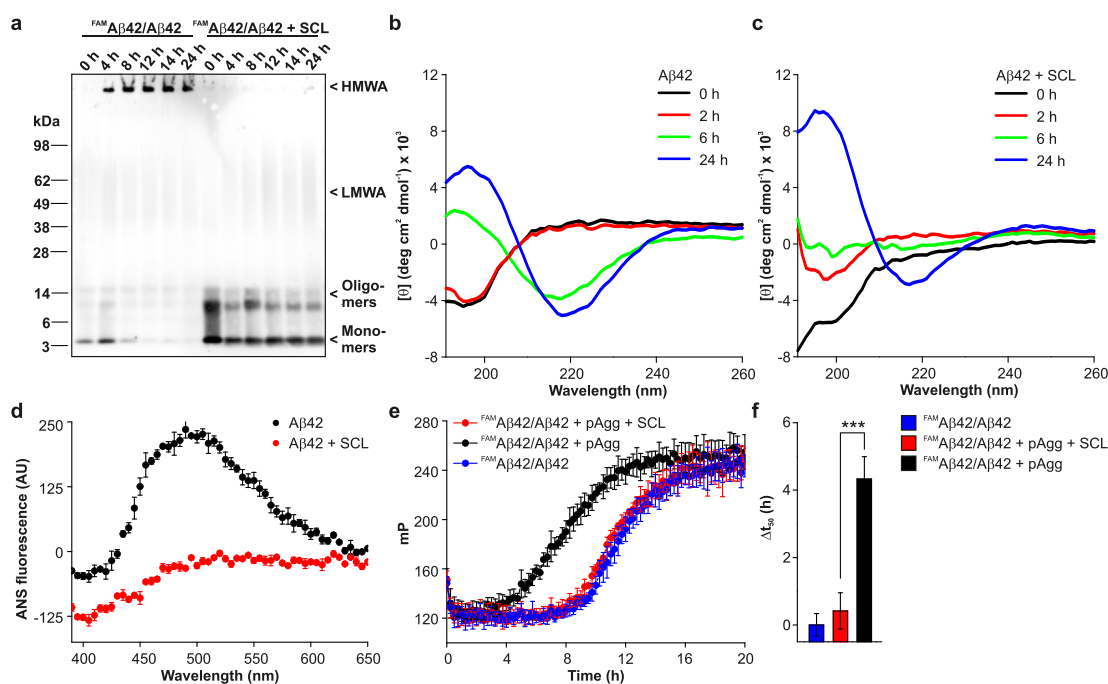 a
FAMAβ42/Aβ42 FAMAβ42/Aβ42 + SCL
0 h 4 h 8 h 12 h 14 h 24 h 0 h 4 h 8 h 12 h 14 h 24 h
< HMWA
kDa
98
62
< LMWA
49
38
28
14
< Oligo-
mers
6
3
< Mono-
mers
b
Aβ42
0 h
2 h
6 h
24 h
12
8
4
0
-4
-8
[θ] (deg cm² dmol⁻¹) x 10³
200 220 240 260
Wavelength (nm)
c
Aβ42 + SCL
0 h
2 h
6 h
24 h
12
8
4
0
-4
-8
[θ] (deg cm² dmol⁻¹) x 10³
200 220 240 260
Wavelength (nm)
d
Aβ42
Aβ42 + SCL
250
125
0
-125
ANS fluorescence (AU)
400 450 500 550 600 650
Wavelength (nm)
e
FAMAβ42/Aβ42 + pAgg + SCL
FAMAβ42/Aβ42 + pAgg
FAMAβ42/Aβ42
280
240
200
160
120
mP
0 4 8 12 16 20
Time (h)
f
FAMAβ42/Aβ42
FAMAβ42/Aβ42 + pAgg + SCL
FAMAβ42/Aβ42 + pAgg
***
6
4
2
0
Δt₅₀ (h)